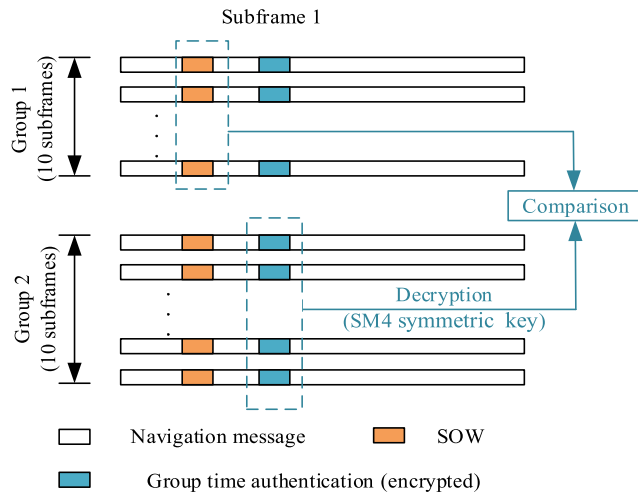 Subframe 1
Group 1
(10 subframes)
Comparison
Group 2
(10 subframes)
Decryption
(SM4 symmetric key)
Navigation message
SOW
Group time authentication (encrypted)